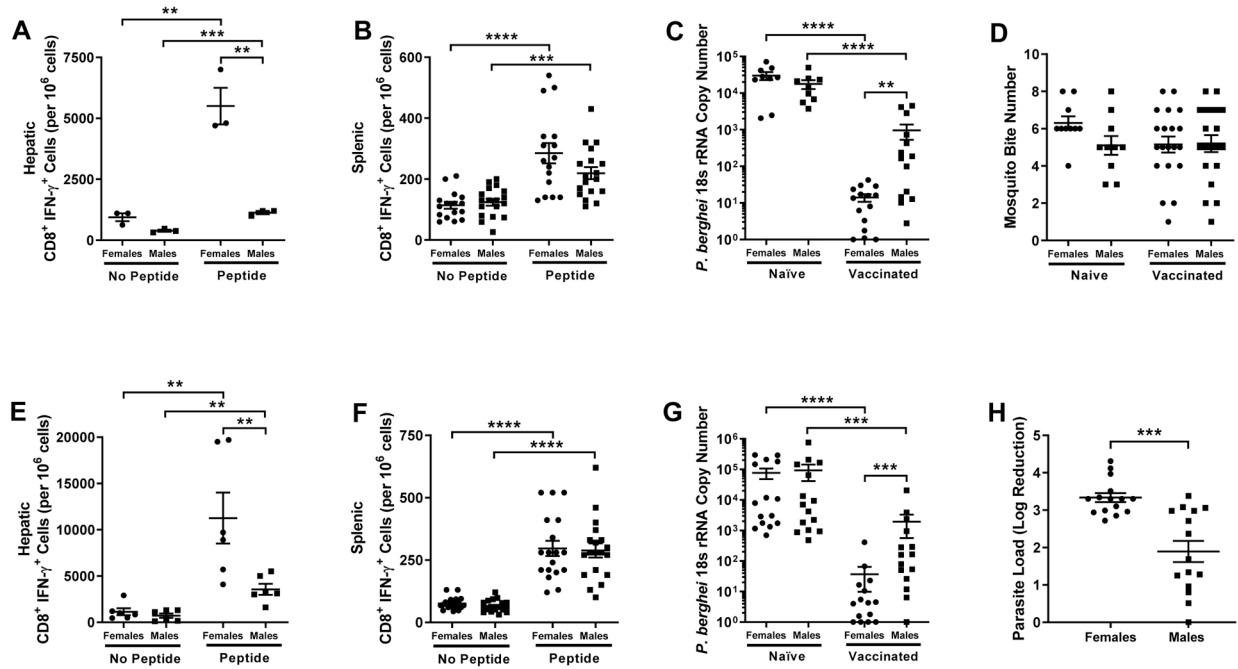 A
Hepatic
CD8+ IFN-γ+ Cells (per 10^6 cells)
7500
5000
2500
0
**
***
**
Females Males Females Males
No Peptide Peptide
B
Splenic
CD8+ IFN-γ+ Cells (per 10^6 cells)
600
400
200
0
****
***
Females Males Females Males
No Peptide Peptide
C
P. berghei 18s rRNA Copy Number
10^5
10^4
10^3
10^2
10^1
10^0
****
****
**
Females Males Females Males
Naïve Vaccinated
D
Mosquito Bite Number
10
8
6
4
2
0
Females Males Females Males
Naive Vaccinated
E
Hepatic
CD8+ IFN-γ+ Cells (per 10^6 cells)
20000
15000
10000
5000
0
**
**
**
Females Males Females Males
No Peptide Peptide
F
Splenic
CD8+ IFN-γ+ Cells (per 10^6 cells)
750
500
250
0
****
****
Females Males Females Males
No Peptide Peptide
G
P. berghei 18s rRNA Copy Number
10^6
10^5
10^4
10^3
10^2
10^1
10^0
****
***
***
Females Males Females Males
Naïve Vaccinated
H
Parasite Load (Log Reduction)
5
4
3
2
1
0
***
Females Males